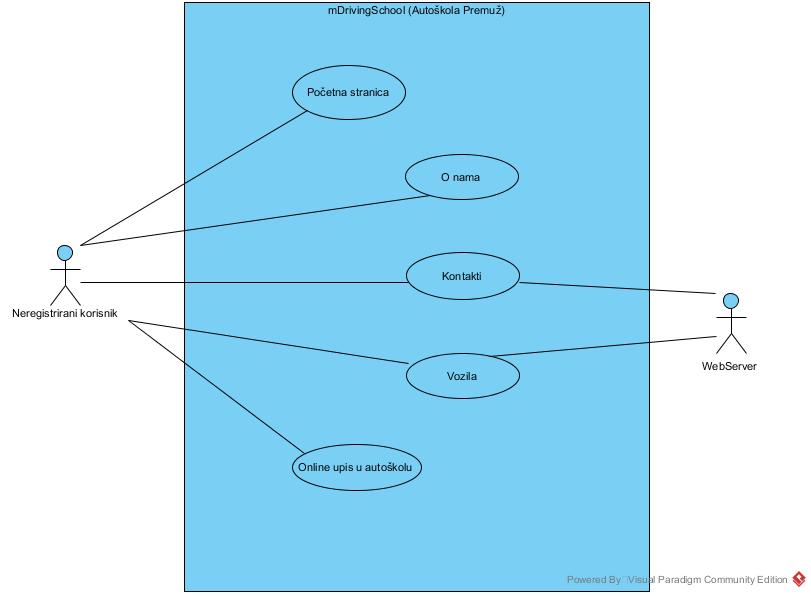 mDrivingSchool (Autoškola Premuž)
Početna stranica
O nama
Kontakti
Neregistrirani korisnik
WebServer
Vozila
Online upis u autoškolu
Powered By Visual Paradigm Community Edition